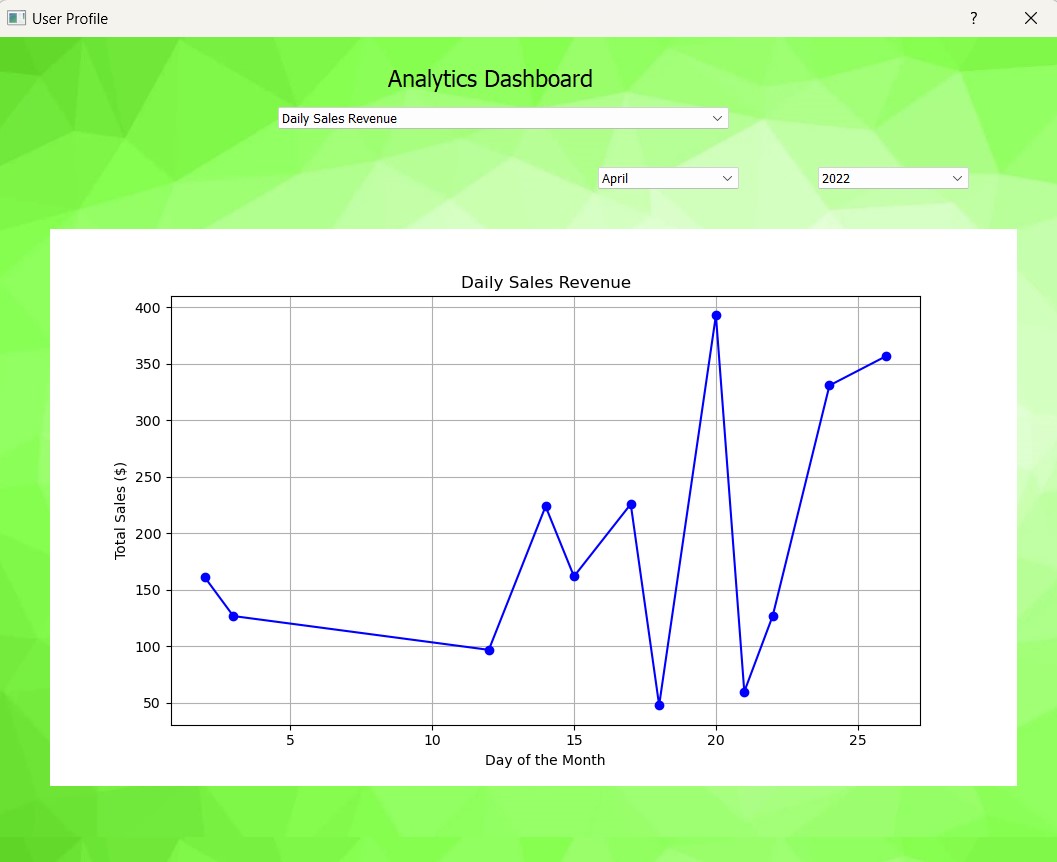 User Profile
?
Analytics Dashboard
Daily Sales Revenue
April
2022
Daily Sales Revenue
400
350
300
250
200
150
100
50
Total Sales ($)
5 10 15 20 25
Day of the Month